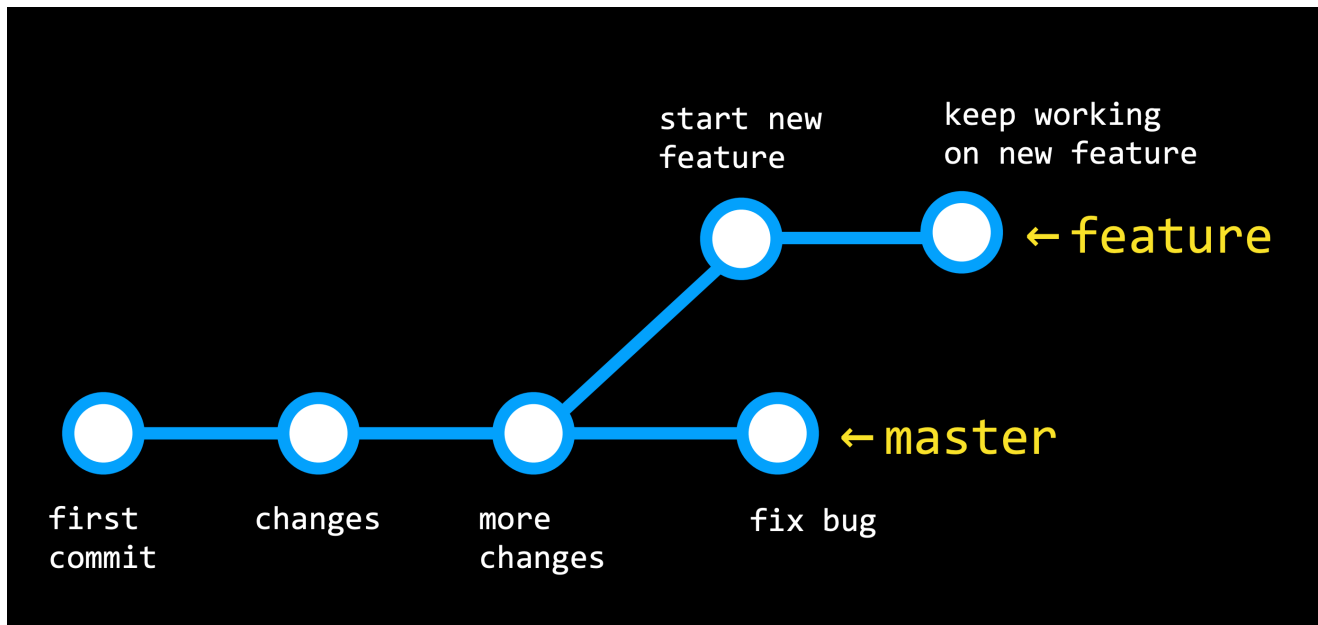 start new
feature
keep working
on new feature
←feature
←master
first
commit
changes
more
changes
fix bug